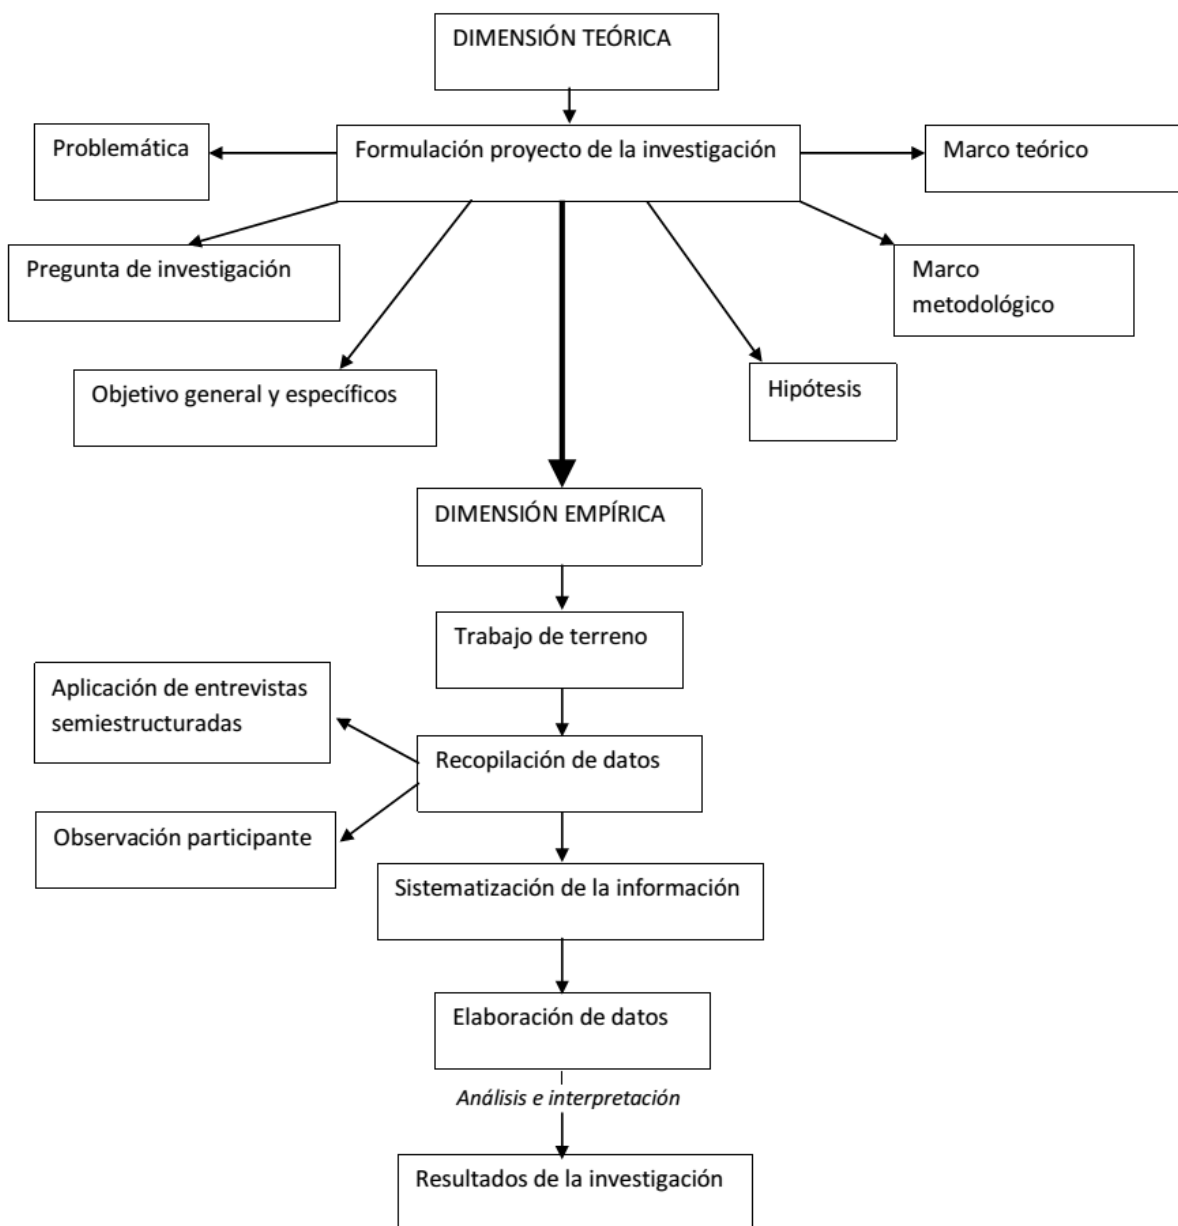 DIMENSIÓN TEÓRICA
Problemática
Formulación proyecto de la investigación
Marco teórico
Pregunta de investigación
Marco
metodológico
Objetivo general y específicos
Hipótesis
DIMENSIÓN EMPÍRICA
Trabajo de terreno
Aplicación de entrevistas
semiestructuradas
Recopilación de datos
Observación participante
Sistematización de la información
Elaboración de datos
Análisis e interpretación
Resultados de la investigación